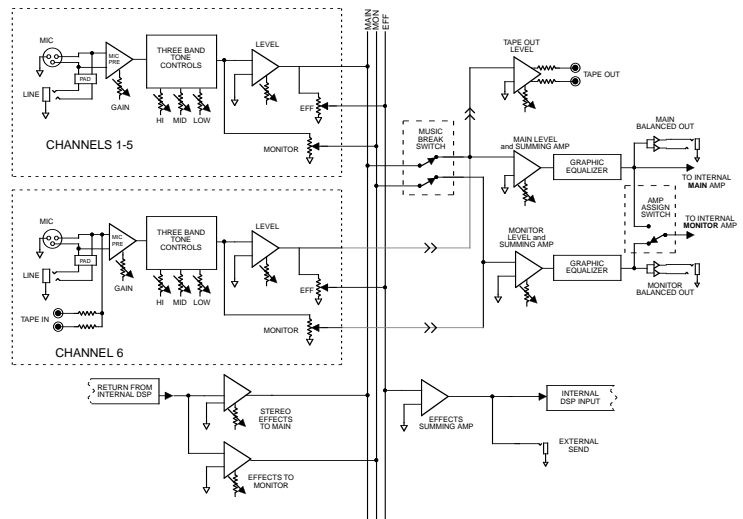 MAIN
MON
EFF
MIC
LINE
PAD
MIC
PRE
GAIN
THREE BAND
TONE
CONTROLS
HI MID LOW
LEVEL
EFF
MONITOR
CHANNELS 1-5
MIC
LINE
PAD
MIC
PRE
GAIN
THREE BAND
TONE
CONTROLS
HI MID LOW
LEVEL
EFF
MONITOR
TAPE IN
CHANNEL 6
TAPE OUT
LEVEL
TAPE OUT
MUSIC
BREAK
SWITCH
MAIN LEVEL
and SUMMING AMP
GRAPHIC
EQUALIZER
MAIN
BALANCED OUT
TO INTERNAL
MAIN AMP
AMP
ASSIGN
SWITCH
TO INTERNAL
MONITOR AMP
MONITOR
LEVEL and
SUMMING AMP
GRAPHIC
EQUALIZER
MONITOR
BALANCED OUT
RETURN FROM
INTERNAL DSP
STEREO
EFFECTS
TO MAIN
EFFECTS TO
MONITOR
EFFECTS
SUMMING AMP
INTERNAL
DSP INPUT
EXTERNAL
SEND